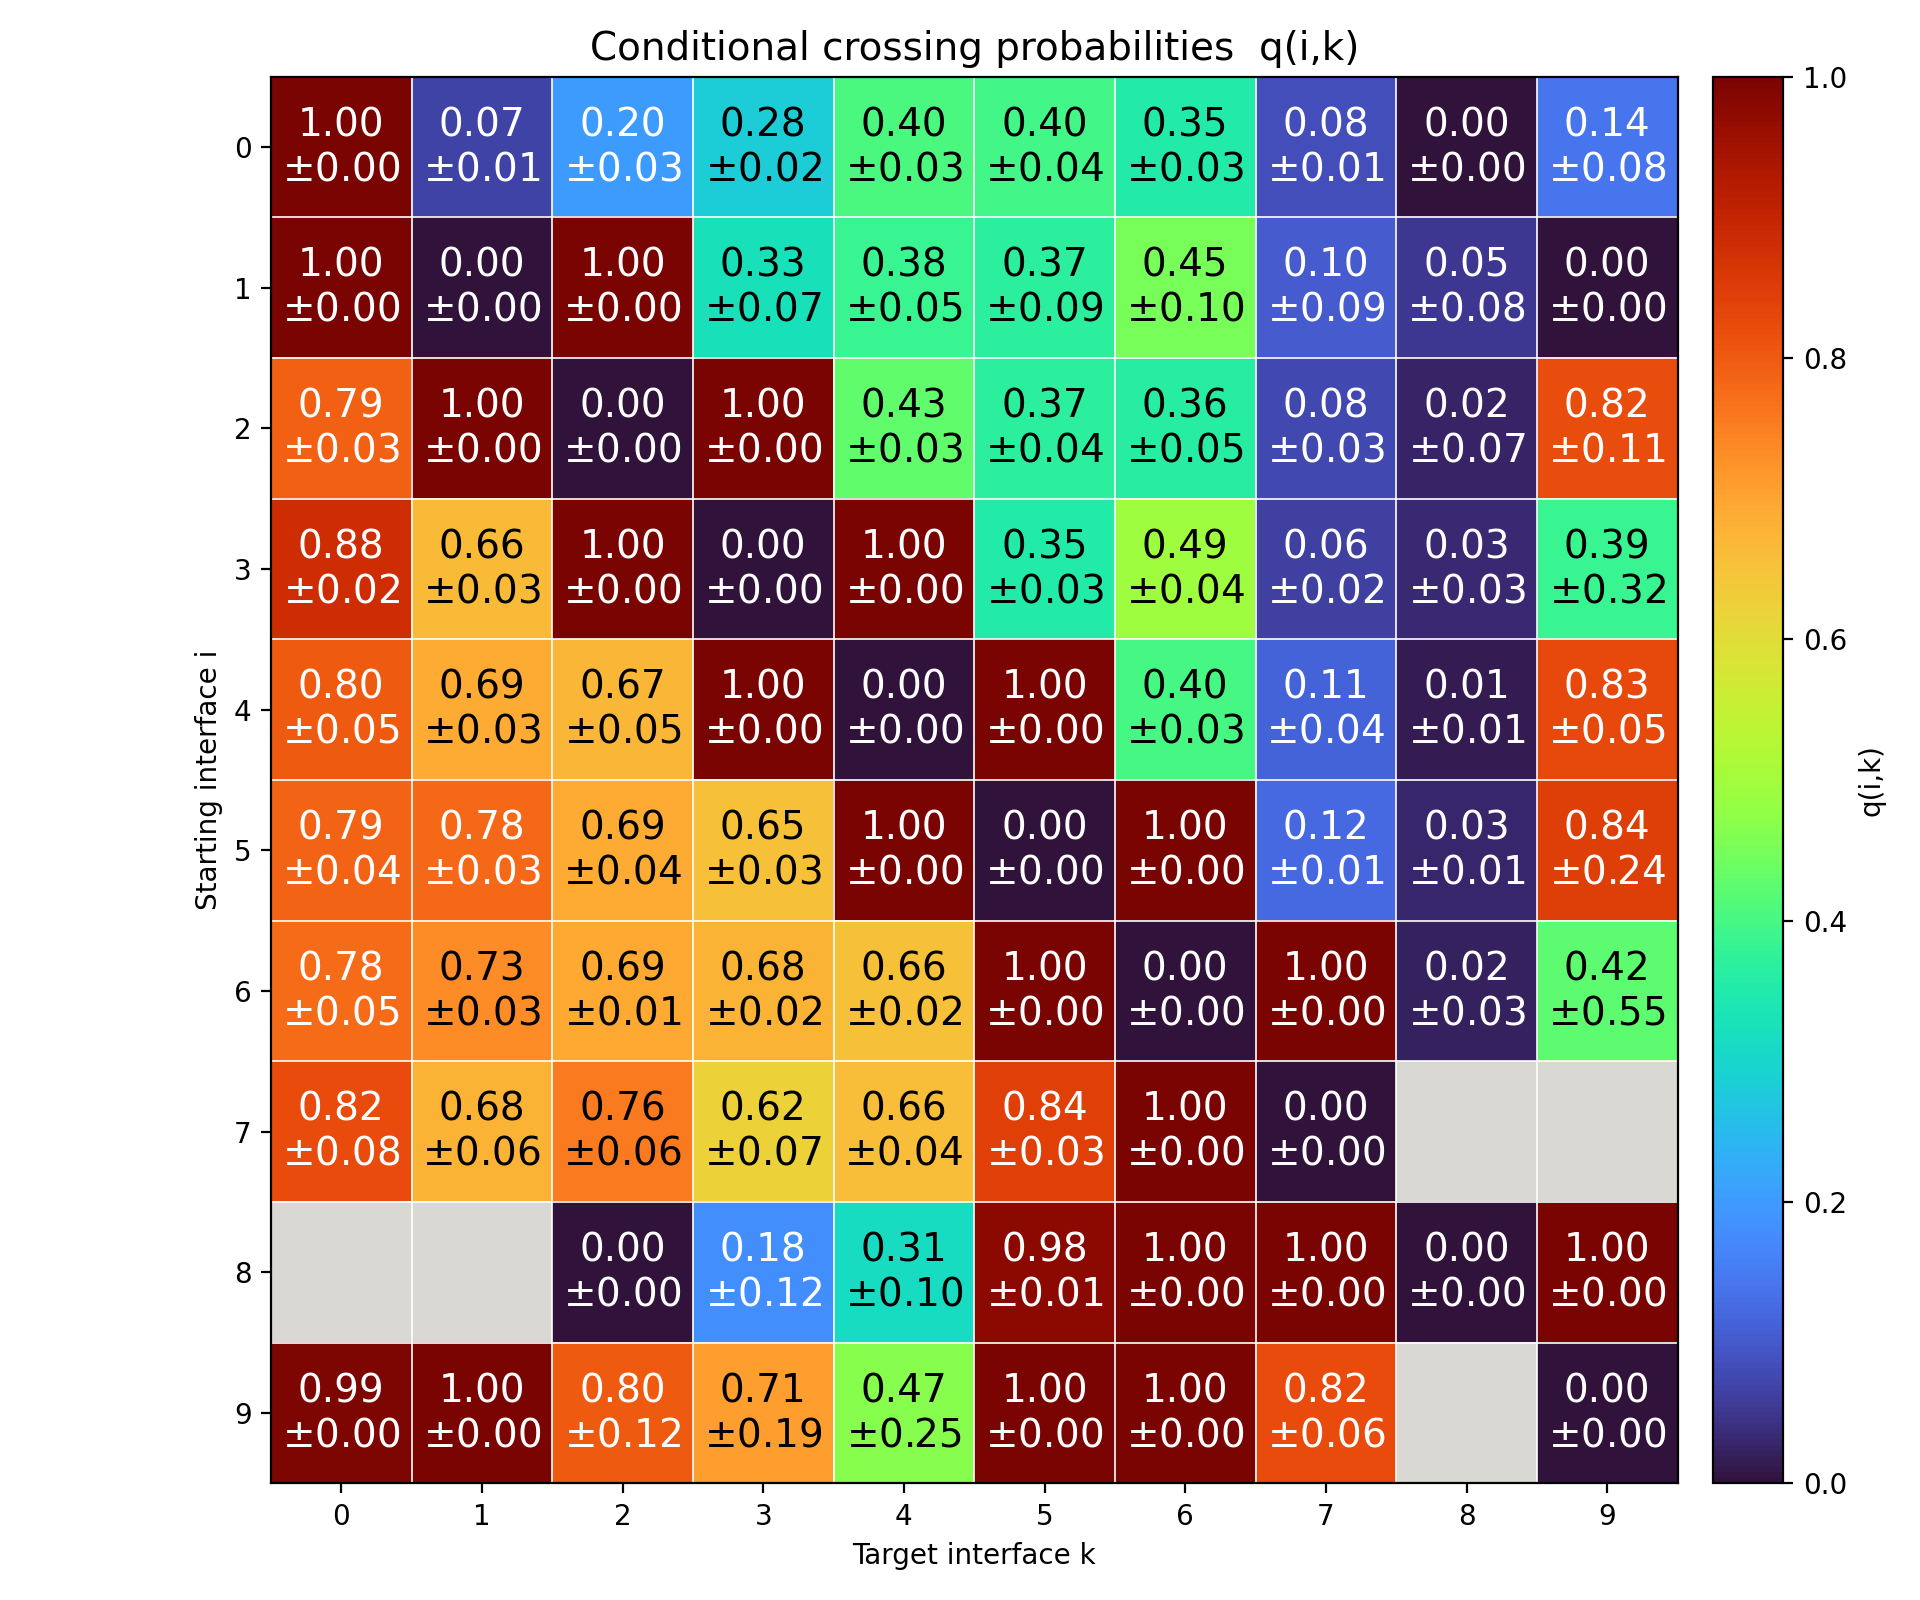 Conditional crossing probabilities  q(i,k)
1.00 0.07 0.20 0.28 0.40 0.40 0.35 0.08 0.00 0.14
±0.00 ±0.01 ±0.03 ±0.02 ±0.03 ±0.04 ±0.03 ±0.01 ±0.00 ±0.08
0
1.00 0.00 1.00 0.33 0.38 0.37 0.45 0.10 0.05 0.00
±0.00 ±0.00 ±0.00 ±0.07 ±0.05 ±0.09 ±0.10 ±0.09 ±0.08 ±0.00
1
0.79 1.00 0.00 1.00 0.43 0.37 0.36 0.08 0.02 0.82
±0.03 ±0.00 ±0.00 ±0.00 ±0.03 ±0.04 ±0.05 ±0.03 ±0.07 ±0.11
2
0.88 0.66 1.00 0.00 1.00 0.35 0.49 0.06 0.03 0.39
±0.02 ±0.03 ±0.00 ±0.00 ±0.00 ±0.03 ±0.04 ±0.02 ±0.03 ±0.32
3
0.80 0.69 0.67 1.00 0.00 1.00 0.40 0.11 0.01 0.83
±0.05 ±0.03 ±0.05 ±0.00 ±0.00 ±0.00 ±0.03 ±0.04 ±0.01 ±0.05
4
0.79 0.78 0.69 0.65 1.00 0.00 1.00 0.12 0.03 0.84
±0.04 ±0.03 ±0.04 ±0.03 ±0.00 ±0.00 ±0.00 ±0.01 ±0.01 ±0.24
5
0.78 0.73 0.69 0.68 0.66 1.00 0.00 1.00 0.02 0.42
±0.05 ±0.03 ±0.01 ±0.02 ±0.02 ±0.00 ±0.00 ±0.00 ±0.03 ±0.55
6
0.82 0.68 0.76 0.62 0.66 0.84 1.00 0.00
±0.08 ±0.06 ±0.06 ±0.07 ±0.04 ±0.03 ±0.00 ±0.00
7
0.00 0.18 0.31 0.98 1.00 1.00 0.00 1.00
±0.00 ±0.12 ±0.10 ±0.01 ±0.00 ±0.00 ±0.00 ±0.00
8
0.99 1.00 0.80 0.71 0.47 1.00 1.00 0.82 0.00
±0.00 ±0.00 ±0.12 ±0.19 ±0.25 ±0.00 ±0.00 ±0.06 ±0.00
9
0 1 2 3 4 5 6 7 8 9
Target interface k
Starting interface i
1.0
0.8
0.6
0.4
0.2
0.0
q(i,k)